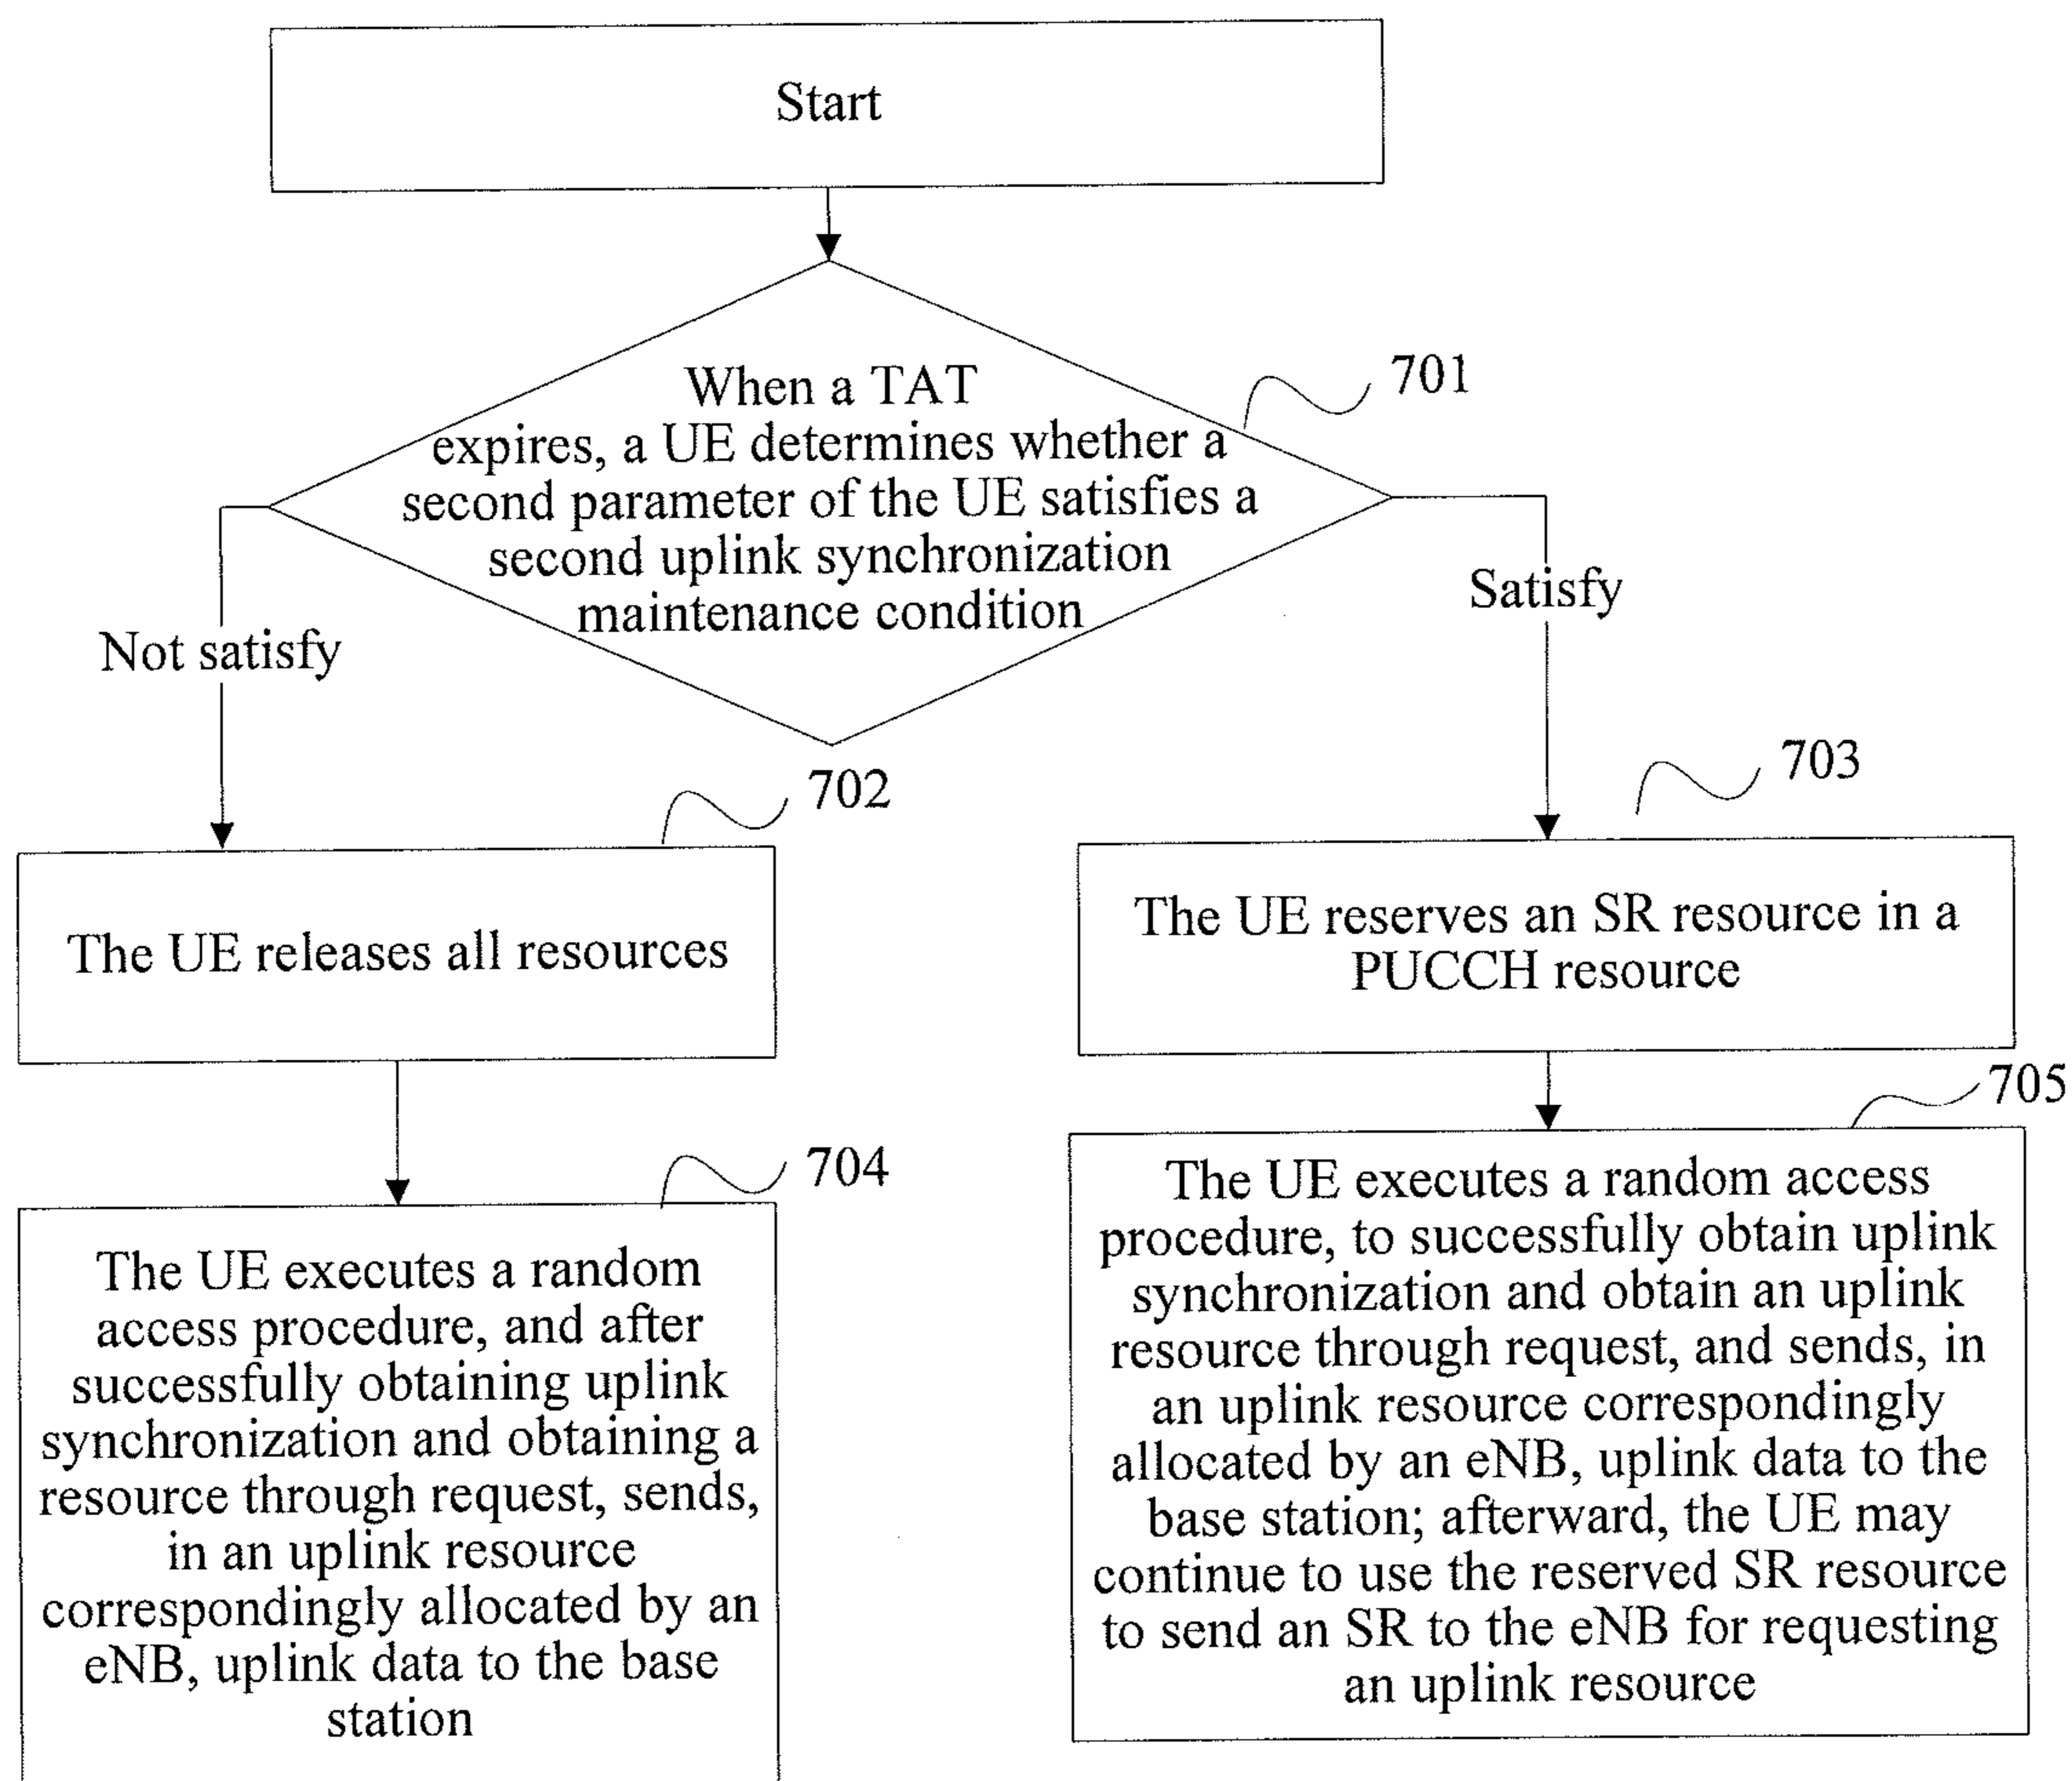 Start
When a TAT
expires, a UE determines whether a
second parameter of the UE satisfies a
second uplink synchronization
maintenance condition
701
Not satisfy
Satisfy
702
The UE releases all resources
703
The UE reserves an SR resource in a
PUCCH resource
704
The UE executes a random
access procedure, and after
successfully obtaining uplink
synchronization and obtaining a
resource through request, sends,
in an uplink resource
correspondingly allocated by an
eNB, uplink data to the base
station
705
The UE executes a random access
procedure, to successfully obtain uplink
synchronization and obtain an uplink
resource through request, and sends, in
an uplink resource correspondingly
allocated by an eNB, uplink data to the
base station; afterward, the UE may
continue to use the reserved SR resource
to send an SR to the eNB for requesting
an uplink resource